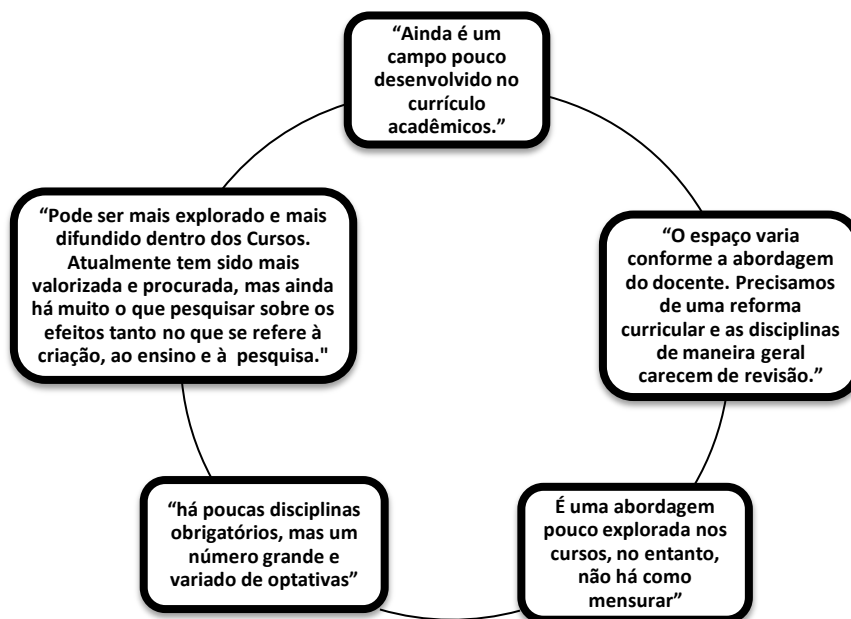 “Ainda é um
campo pouco
desenvolvido no
currículo
acadêmicos.”
“Pode ser mais explorado e mais
difundido dentro dos Cursos.
Atualmente tem sido mais
valorizada e procurada, mas ainda
há muito o que pesquisar sobre os
efeitos tanto no que se refere à
criação, ao ensino e à pesquisa."
“O espaço varia
conforme a abordagem
do docente. Precisamos
de uma reforma
curricular e as disciplinas
de maneira geral
carecem de revisão.”
“há poucas disciplinas
obrigatórios, mas um
número grande e
variado de optativas”
É uma abordagem
pouco explorada nos
cursos, no entanto,
não há como
mensurar”